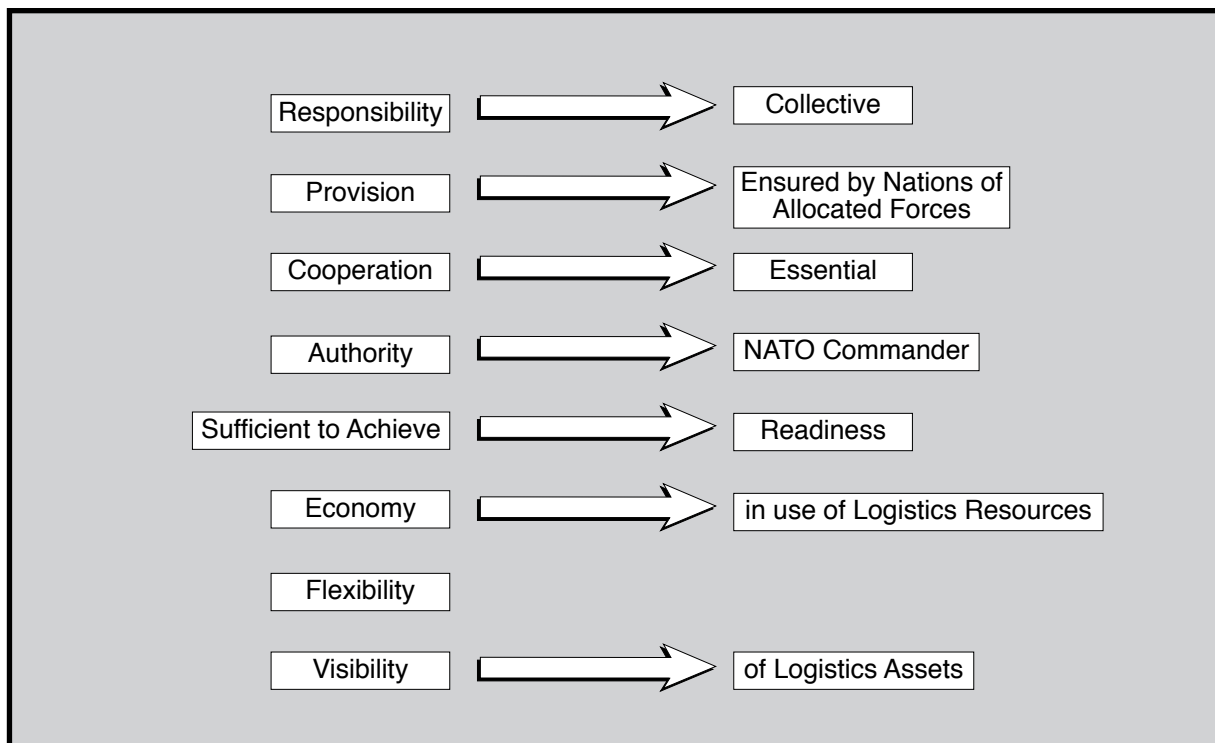 Responsibility
Collective
Provision
Ensured by Nations of
Allocated Forces
Cooperation
Essential
Authority
NATO Commander
Sufficient to Achieve
Readiness
Economy
in use of Logistics Resources
Flexibility
Visibility
of Logistics Assets